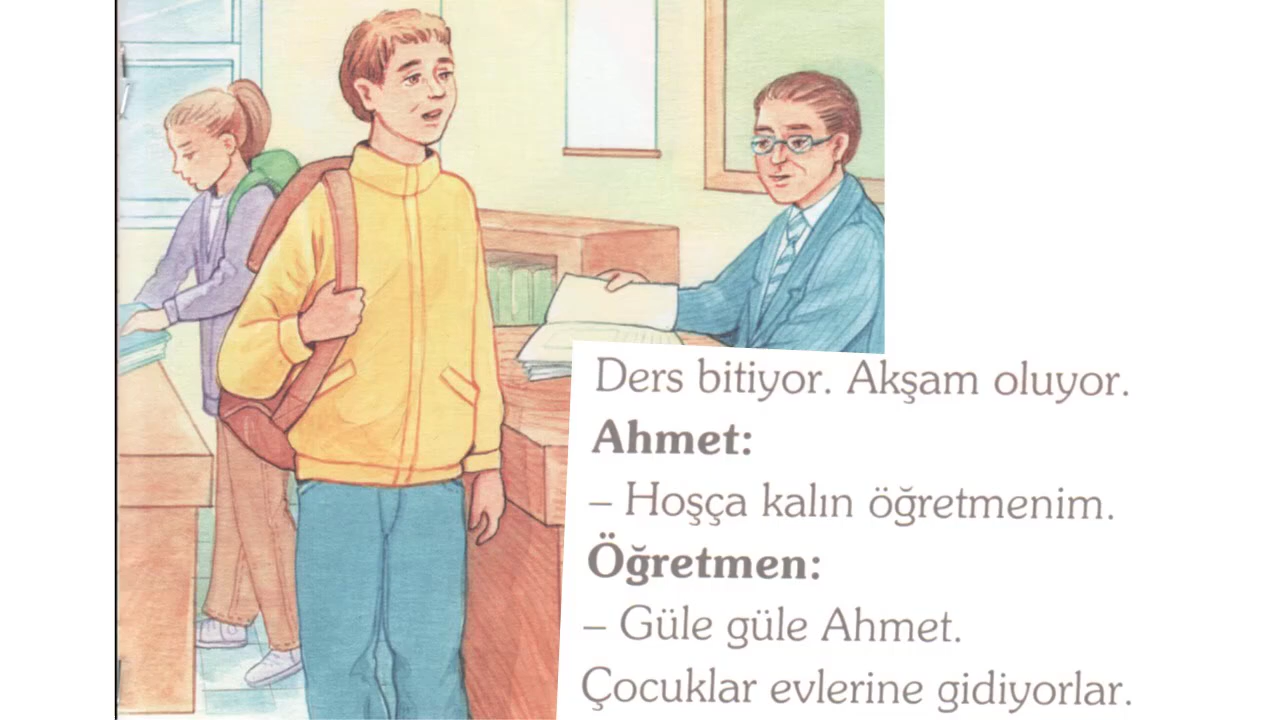 Ders bitiyor. Akşam oluyor.
Ahmet:
– Hoşça kalın öğretmenim.
Öğretmen:
– Güle güle Ahmet.
Çocuklar evlerine gidiyorlar.